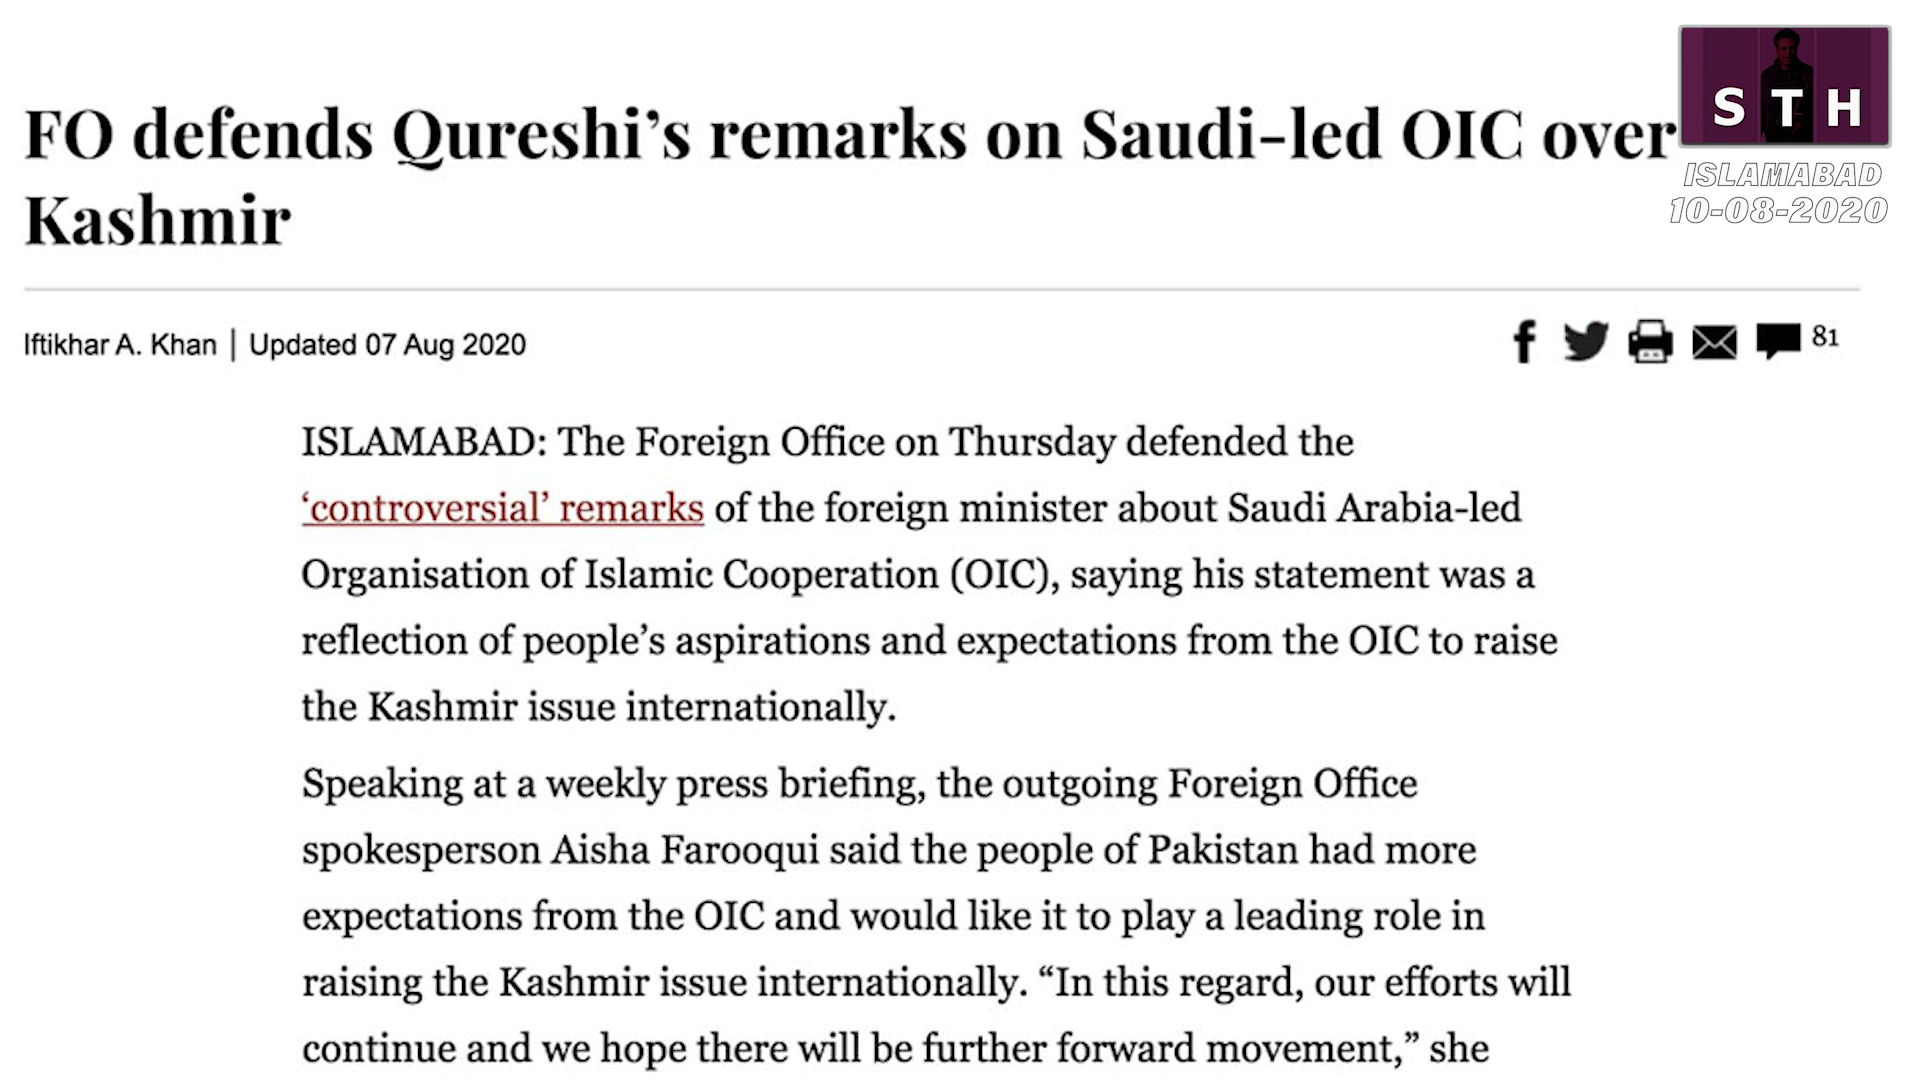 FO defends Qureshi’s remarks on Saudi-led OIC over
Kashmir
S T H
ISLAMABAD
10-08-2020
Iftikhar A. Khan | Updated 07 Aug 2020
81
ISLAMABAD: The Foreign Office on Thursday defended the
‘controversial’ remarks of the foreign minister about Saudi Arabia-led
Organisation of Islamic Cooperation (OIC), saying his statement was a
reflection of people’s aspirations and expectations from the OIC to raise
the Kashmir issue internationally.
Speaking at a weekly press briefing, the outgoing Foreign Office
spokesperson Aisha Farooqui said the people of Pakistan had more
expectations from the OIC and would like it to play a leading role in
raising the Kashmir issue internationally. “In this regard, our efforts will
continue and we hope there will be further forward movement,” she